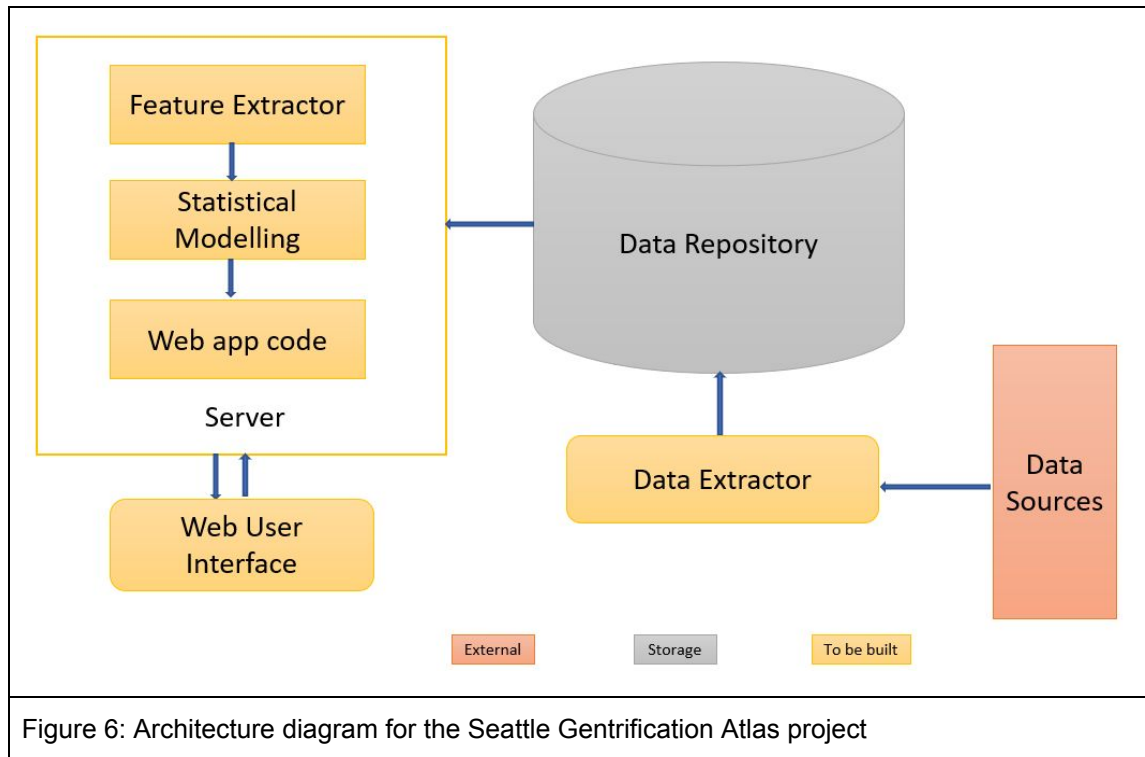 Feature Extractor
Statistical
Modelling
Web app code
Server
Web User
Interface
Data Repository
Data Extractor
Data
Sources
External
Storage
To be built
Figure 6: Architecture diagram for the Seattle Gentrification Atlas project